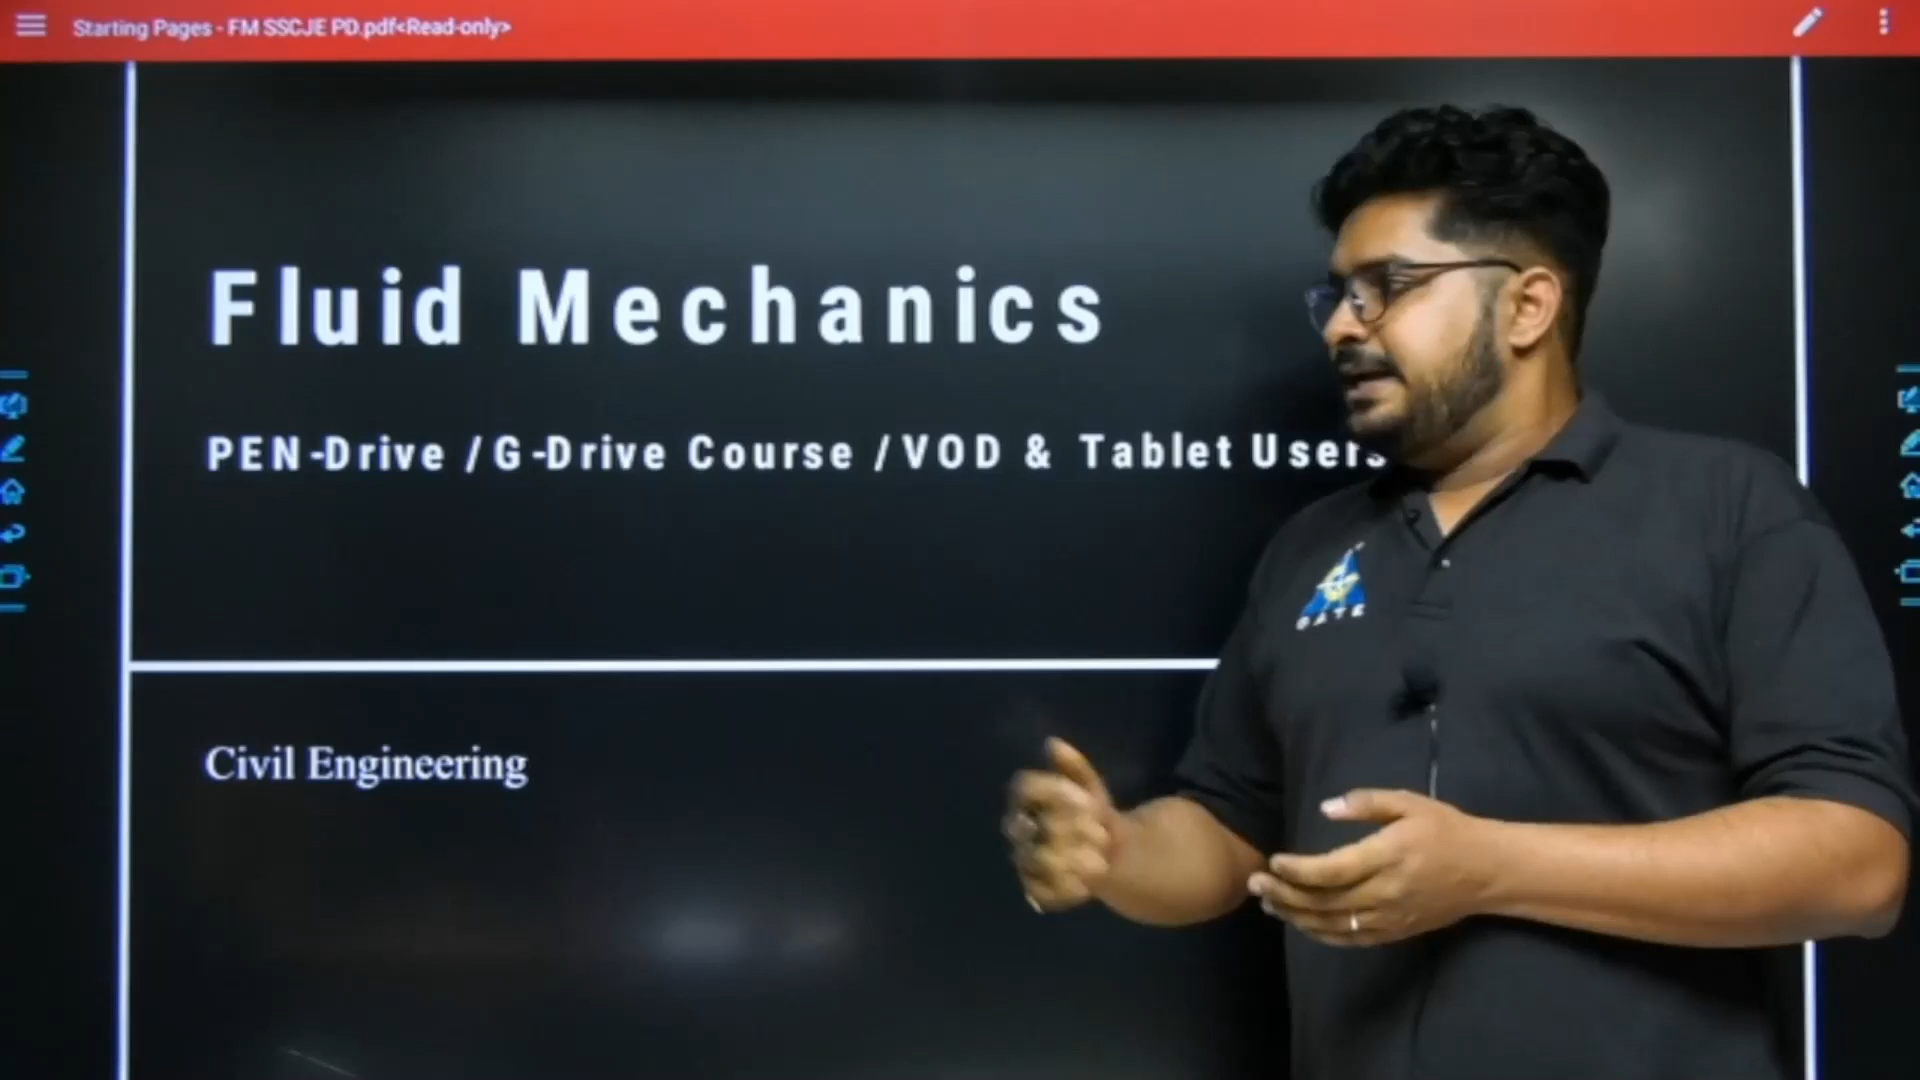 Starting Pages - FM SSCJE PD.pdf<Read-only>
Fluid Mechanics
PEN-Drive / G-Drive Course / VOD & Tablet Users
Civil Engineering
GATE